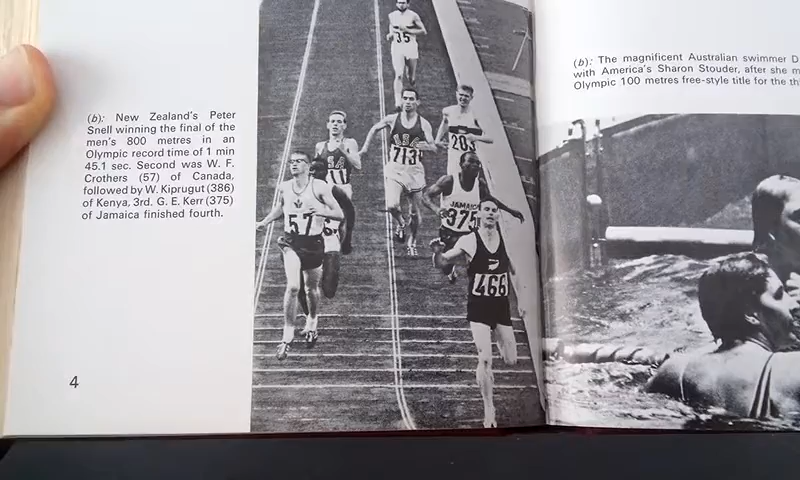 (b): New Zealand's Peter
Snell winning the final of the
men's 800 metres in an
Olympic record time of 1 min
45.1 sec. Second was W. F.
Crothers (57) of Canada,
followed by W. Kiprugut (386)
of Kenya, 3rd. G. E. Kerr (375)
of Jamaica finished fourth.
4
35
USA
713
203
SA
JAMAICA
375
57
466
(b): The magnificent Australian swimmer D
with America's Sharon Stouder, after she m
Olympic 100 metres free-style title for the th